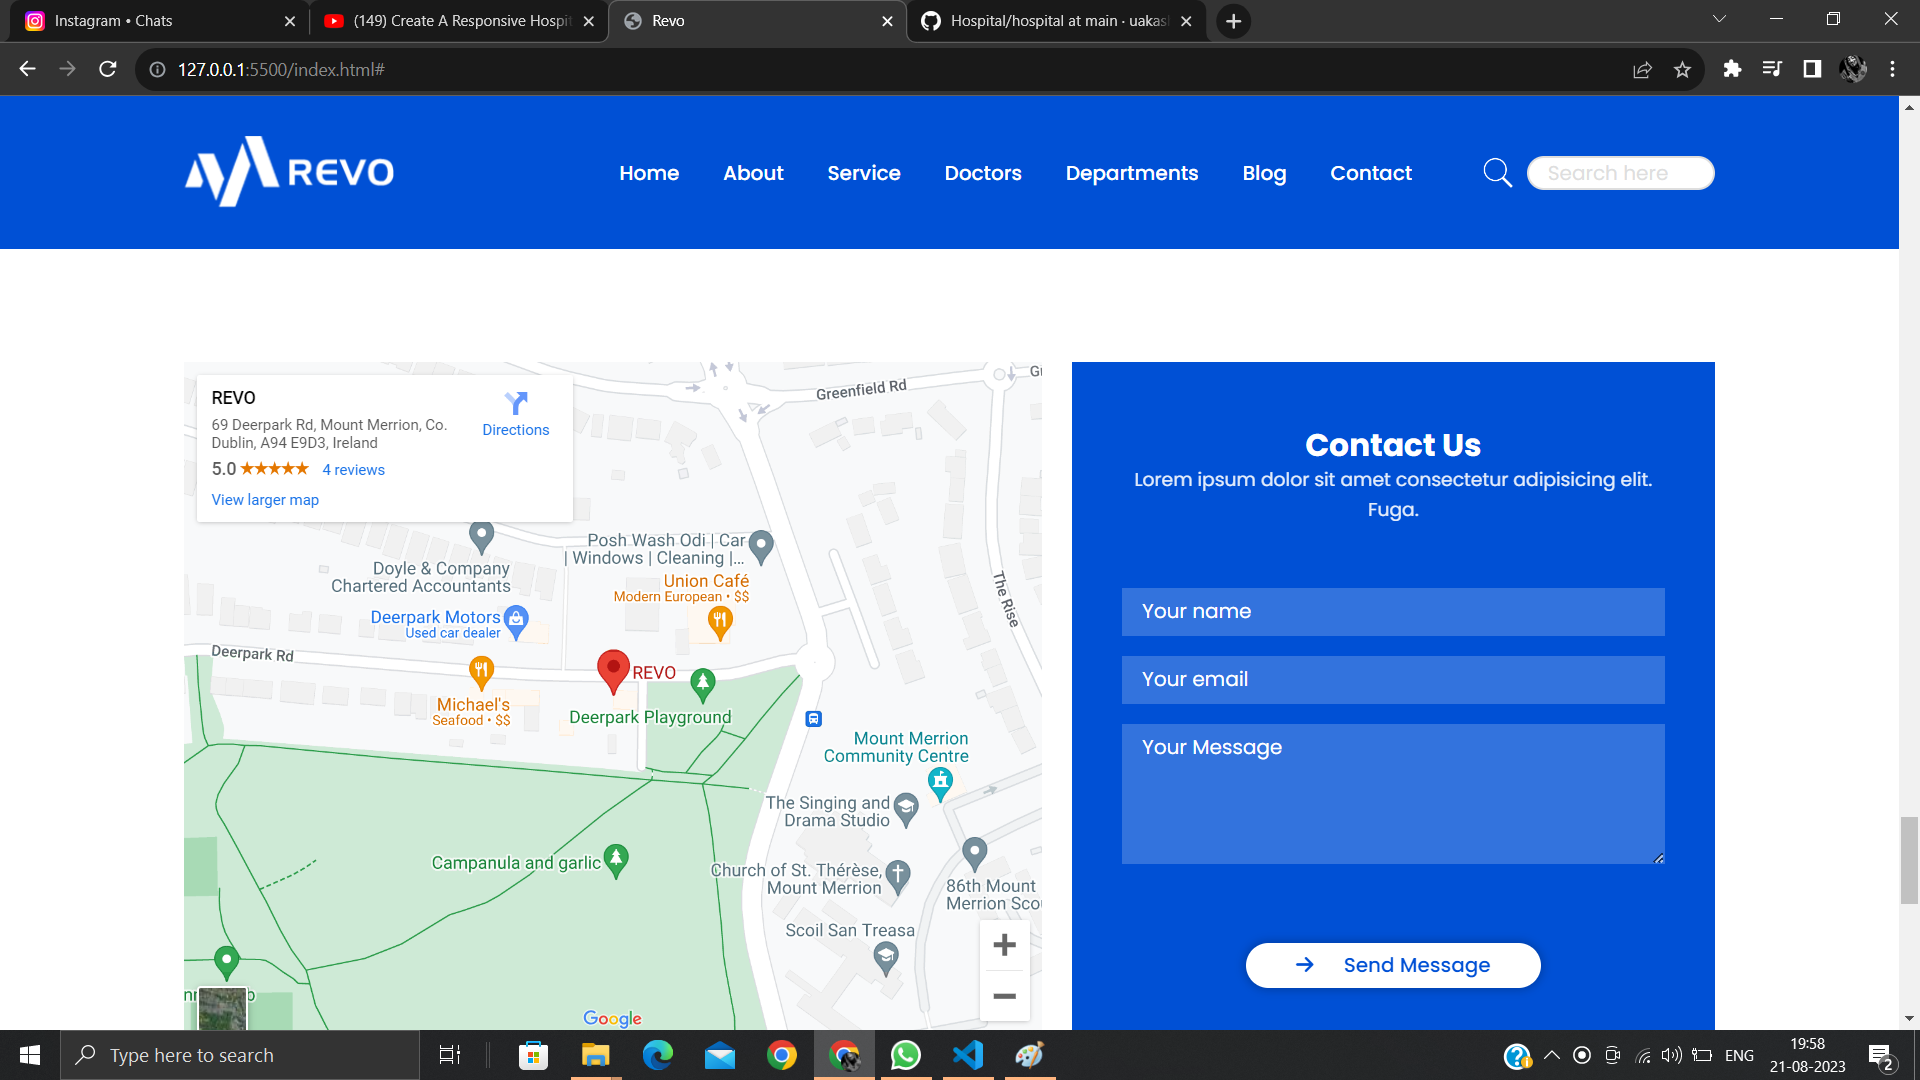 Instagram • Chats
(149) Create A Responsive Hospit
Revo
Hospital/hospital at main · uakas
127.0.0.1:5500/index.html#
REVO
Home
About
Service
Doctors
Departments
Blog
Contact
Search here
REVO
69 Deerpark Rd, Mount Merrion, Co.
Dublin, A94 E9D3, Ireland
5.0
4 reviews
View larger map
Directions
Greenfield Rd
The Rise
Posh Wash Odi | Car
| Windows | Cleaning |...
Doyle & Company
Chartered Accountants
Union Café
Modern European • $$
Deerpark Motors
Used car dealer
Deerpark Rd
REVO
Michael's
Seafood • $$
Deerpark Playground
Mount Merrion
Community Centre
The Singing and
Drama Studio
Campanula and garlic
Church of St. Thérèse,
Mount Merrion
86th Mount
Merrion Scou
Scoil San Treasa
Google
Contact Us
Lorem ipsum dolor sit amet consectetur adipisicing elit.
Fuga.
Your name
Your email
Your Message
Send Message
Type here to search
ENG
19:58
21-08-2023
2